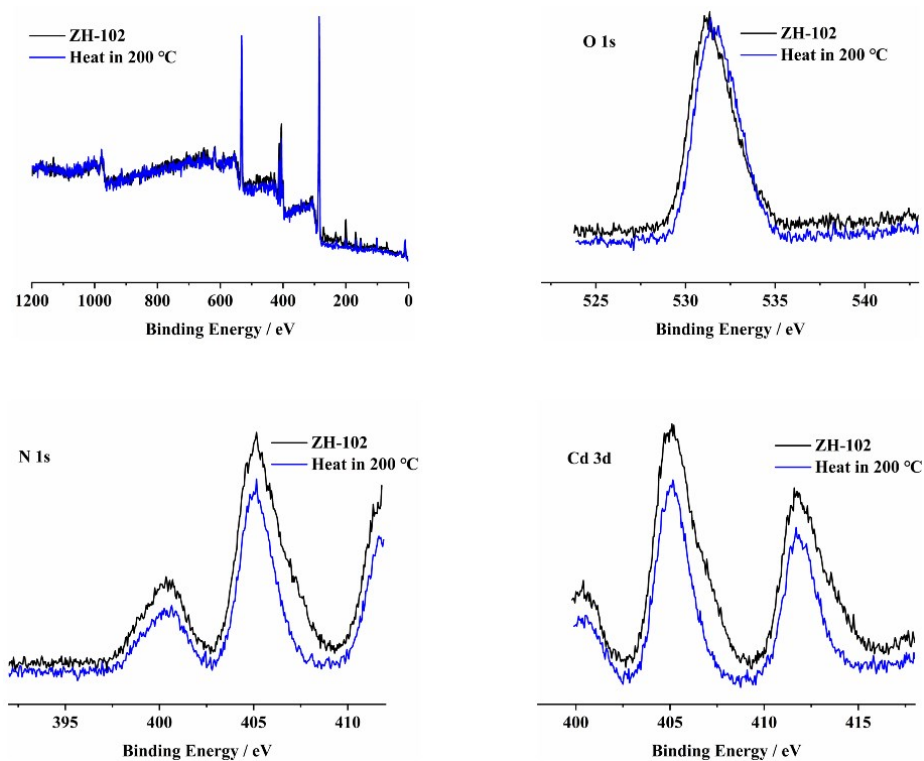 ZH-102
Heat in 200 °C
1200 1000 800 600 400 200 0
Binding Energy / eV
O 1s
ZH-102
Heat in 200 °C
525 530 535 540
Binding Energy / eV
N 1s
ZH-102
Heat in 200 °C
395 400 405 410
Binding Energy / eV
Cd 3d
ZH-102
Heat in 200 °C
400 405 410 415
Binding Energy / eV